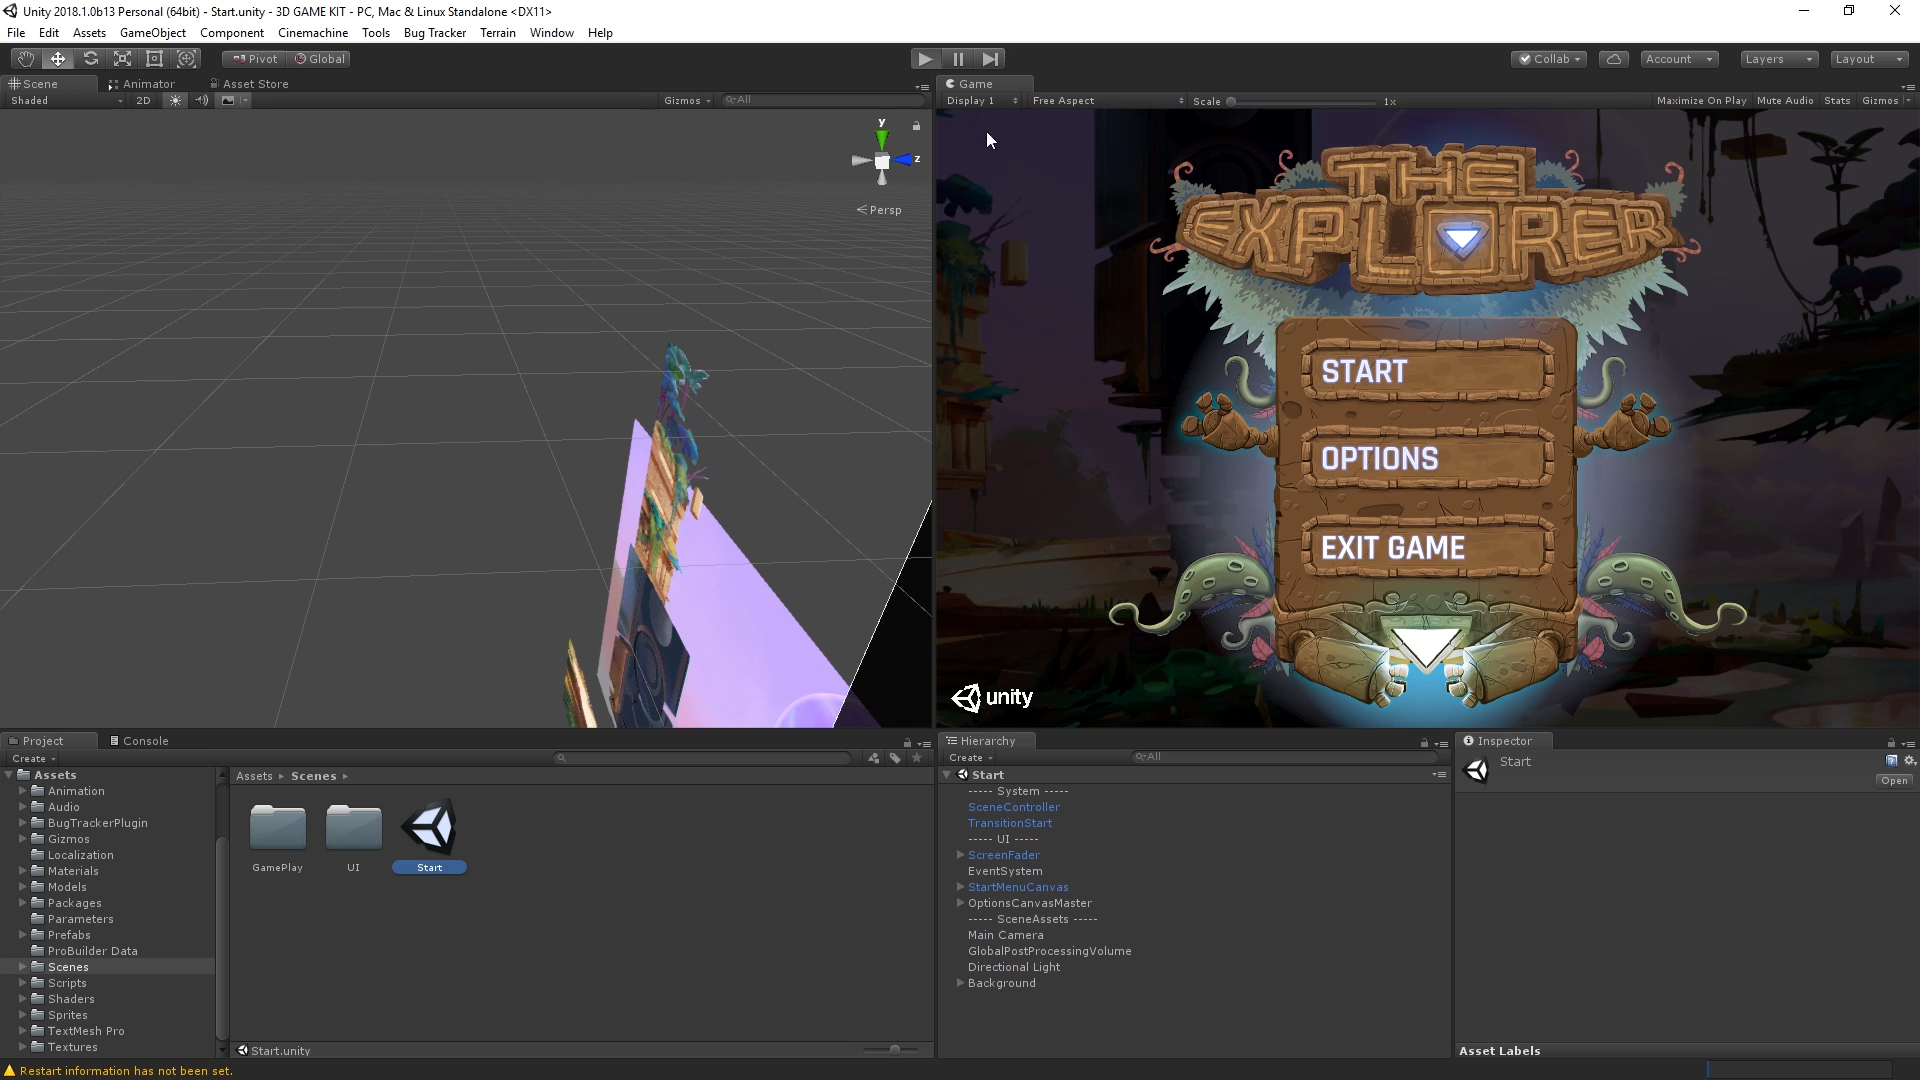 Unity 2018.1.0b13 Personal (64bit) - Start.unity - 3D GAME KIT - PC, Mac & Linux Standalone <DX11>
File Edit Assets GameObject Component Cinemachine Tools Bug Tracker Terrain Window Help
Pivot Global Collab Account Layers Layout
Scene Animator Asset Store
Shaded 2D Gizmos All
y
z
Persp
Game
Display 1 Free Aspect Scale 1x Maximize On Play Mute Audio Stats Gizmos
THE
EXPLORER
START
OPTIONS
EXIT GAME
unity
Project Console
Create
Assets
Animation
Audio
BugTrackerPlugin
Gizmos
Localization
Materials
Models
Packages
Parameters
Prefabs
ProBuilder Data
Scenes
Scripts
Shaders
Sprites
TextMesh Pro
Textures
Assets Scenes
GamePlay UI Start
Start.unity
Hierarchy
Create All
Start
----- System -----
SceneController
TransitionStart
----- UI -----
ScreenFader
EventSystem
StartMenuCanvas
OptionsCanvasMaster
----- SceneAssets -----
Main Camera
GlobalPostProcessingVolume
Directional Light
Background
Inspector
Start
Open
Asset Labels
Restart information has not been set.